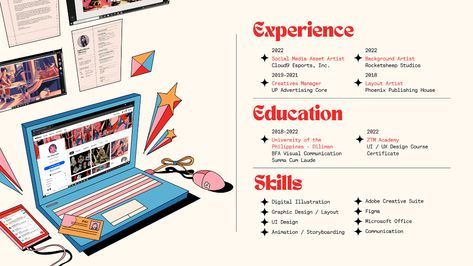 Experience
2022
Social Media Asset Artist
Cloud9 Esports, Inc.
2022
Background Artist
Rocketsheep Studios
2019-2021
Creatives Manager
UP Advertising Core
2018
Layout Artist
Phoenix Publishing House
Education
2018-2022
University of the
Philippines - Diliman
BFA Visual Communication
Summa Cum Laude
2022
ZTM Academy
UI / UX Design Course
Certificate
Skills
Digital Illustration
Graphic Design / Layout
UI Design
Animation / Storyboarding
Adobe Creative Suite
Figma
Microsoft Office
Communication